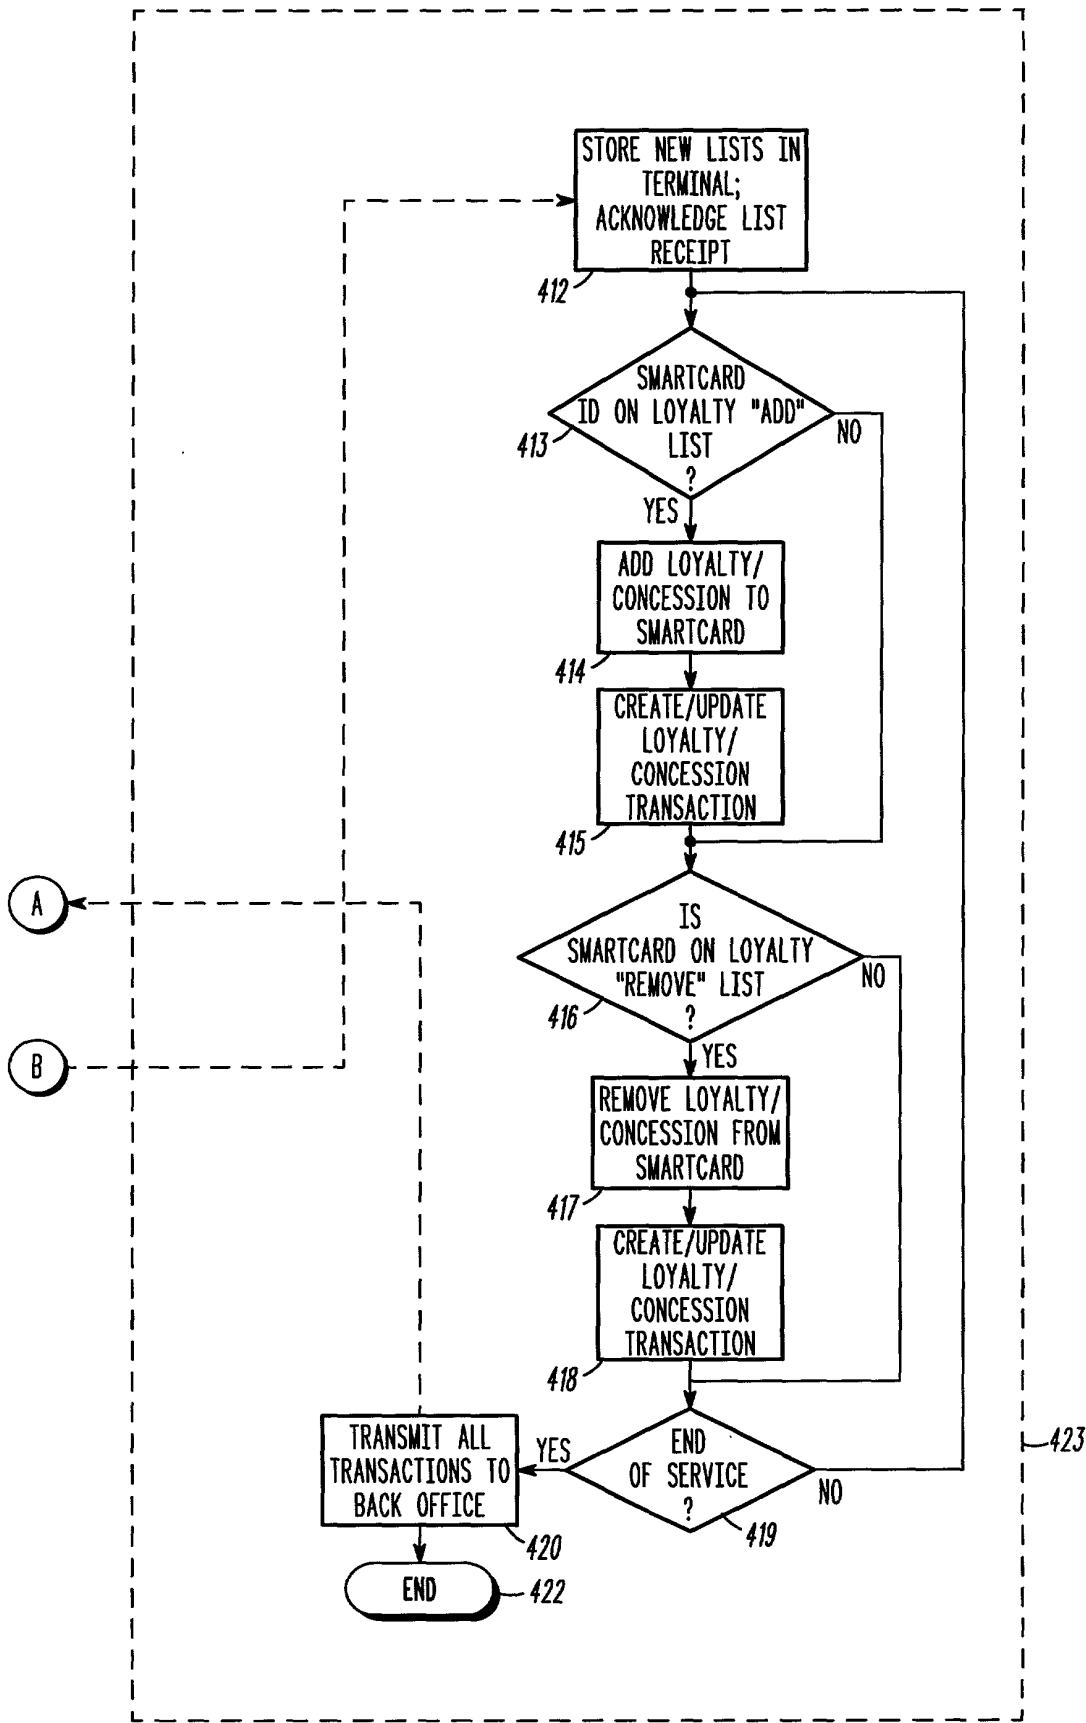 STORE NEW LISTS IN
TERMINAL;
ACKNOWLEDGE LIST
RECEIPT
412
SMARTCARD
ID ON LOYALTY "ADD"
LIST
?
413
NO
YES
ADD LOYALTY/
CONCESSION TO
SMARTCARD
414
CREATE/UPDATE
LOYALTY/
CONCESSION
TRANSACTION
415
A
IS
SMARTCARD ON LOYALTY
"REMOVE" LIST
?
416
NO
B
YES
REMOVE LOYALTY/
CONCESSION FROM
SMARTCARD
417
CREATE/UPDATE
LOYALTY/
CONCESSION
TRANSACTION
418
END
OF SERVICE
?
419
YES
NO
423
TRANSMIT ALL
TRANSACTIONS TO
BACK OFFICE
420
END
422